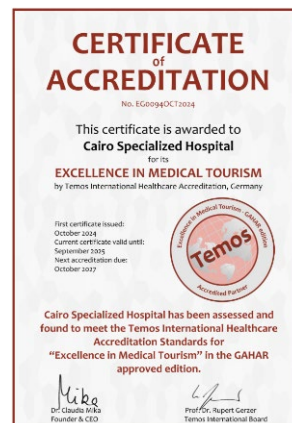 CERTIFICATE
of
ACCREDITATION
No. EG0094OCT2024
This certificate is awarded to
Cairo Specialized Hospital
for its
EXCELLENCE IN MEDICAL TOURISM
by Temos International Healthcare Accreditation, Germany
First certificate issued:
October 2024
Current certificate valid until:
September 2025
Next accreditation due:
October 2027
Excellence in Medical Tourism - GAHAR edition
Temos
Accredited Partner
Cairo Specialized Hospital has been assessed and
found to meet the Temos International Healthcare
Accreditation Standards for
“Excellence in Medical Tourism” in the GAHAR
approved edition.
Mika
Dr. Claudia Mika
Founder & CEO
Prof. Dr. Rupert Gerzer
Temos International Board